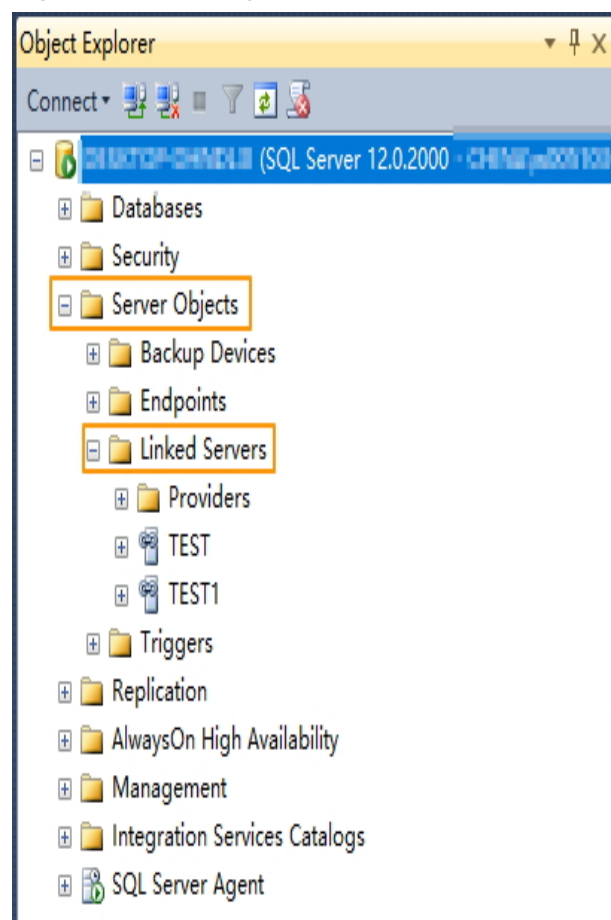 Object Explorer
Connect
(SQL Server 12.0.2000 -
Databases
Security
Server Objects
Backup Devices
Endpoints
Linked Servers
Providers
TEST
TEST1
Triggers
Replication
AlwaysOn High Availability
Management
Integration Services Catalogs
SQL Server Agent